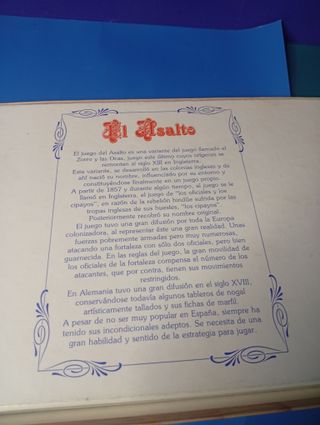 El Asalto
El juego del Asalto es una variante del juego llamado al
Zorro y las Ocas, juego este último cuyos orígenes se
remontan al siglo XIII en Inglaterra.
Este variante, se desarrolló en las colonias inglesas y de
ahí nació su nombre, influenciado por su entorno y
constituyéndose finalmente en un juego propio.
A partir de 1857 y durante algún tiempo, al juego se le
llamó en Inglaterra, el juego de "los oficiales y los
cipayos", en razón de la rebelión hindúe sufrida por las
tropas inglesas de sus huestes, "los cipayos".
Posteriormente recobró su nombre original.
El juego tuvo una gran difusión por toda la Europa
colonizadora, al representar éste una gran realidad. Unas
fuerzas pobremente armadas pero muy numerosas,
atacando una fortaleza con sólo dos oficiales, pero bien
guarnecida. En las reglas del juego, la gran movilidad de
los oficiales de la fortaleza compensa el número de los
atacantes, que por contra, tienen sus movimientos
restringidos.
En Alemania tuvo una gran difusión en el siglo XVIII,
conservándose todavía algunos tableros de nogal
artísticamente tallados y sus fichas de marfil.
A pesar de no ser muy popular en España, siempre ha
tenido sus incondicionales adeptos. Se necesita de una
gran habilidad y sentido de la estrategia para jugar.